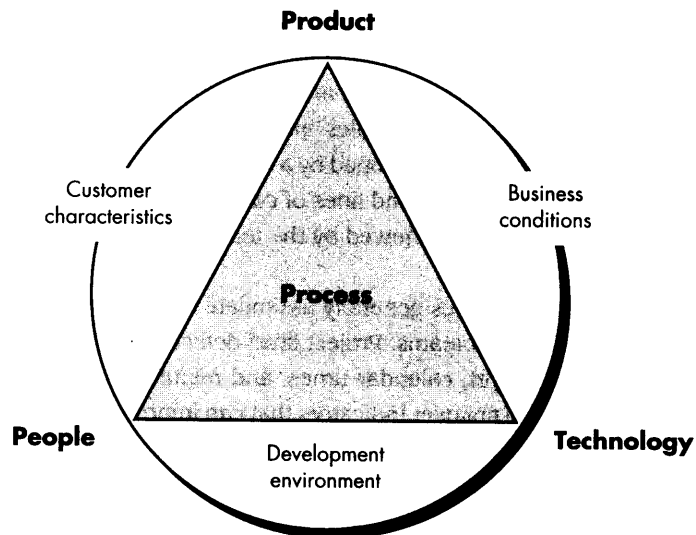 Product
Customer
characteristics
Business
conditions
Process
People
Technology
Development
environment